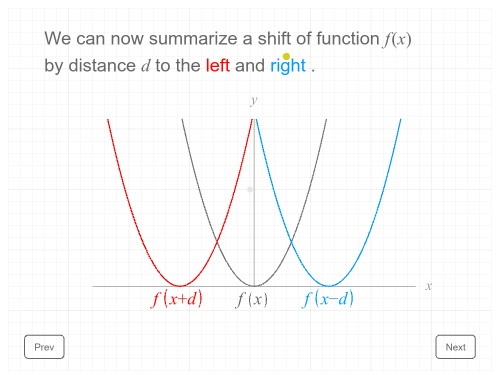 We can now summarize a shift of function f(x)
by distance d to the left and right .
y
x
f(x+d) f(x) f(x−d)
Prev Next